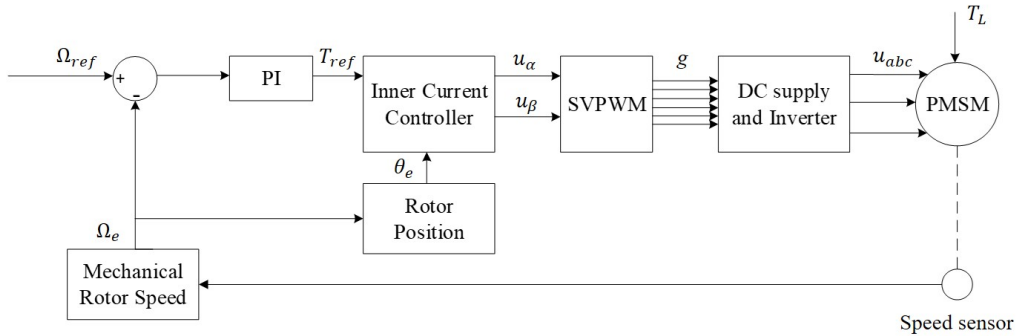 Ω_ref
+
-
PI
T_ref
Inner Current
Controller
u_α
u_β
SVPWM
g
DC supply
and Inverter
u_abc
T_L
PMSM
θ_e
Rotor
Position
Ω_e
Mechanical
Rotor Speed
Speed sensor